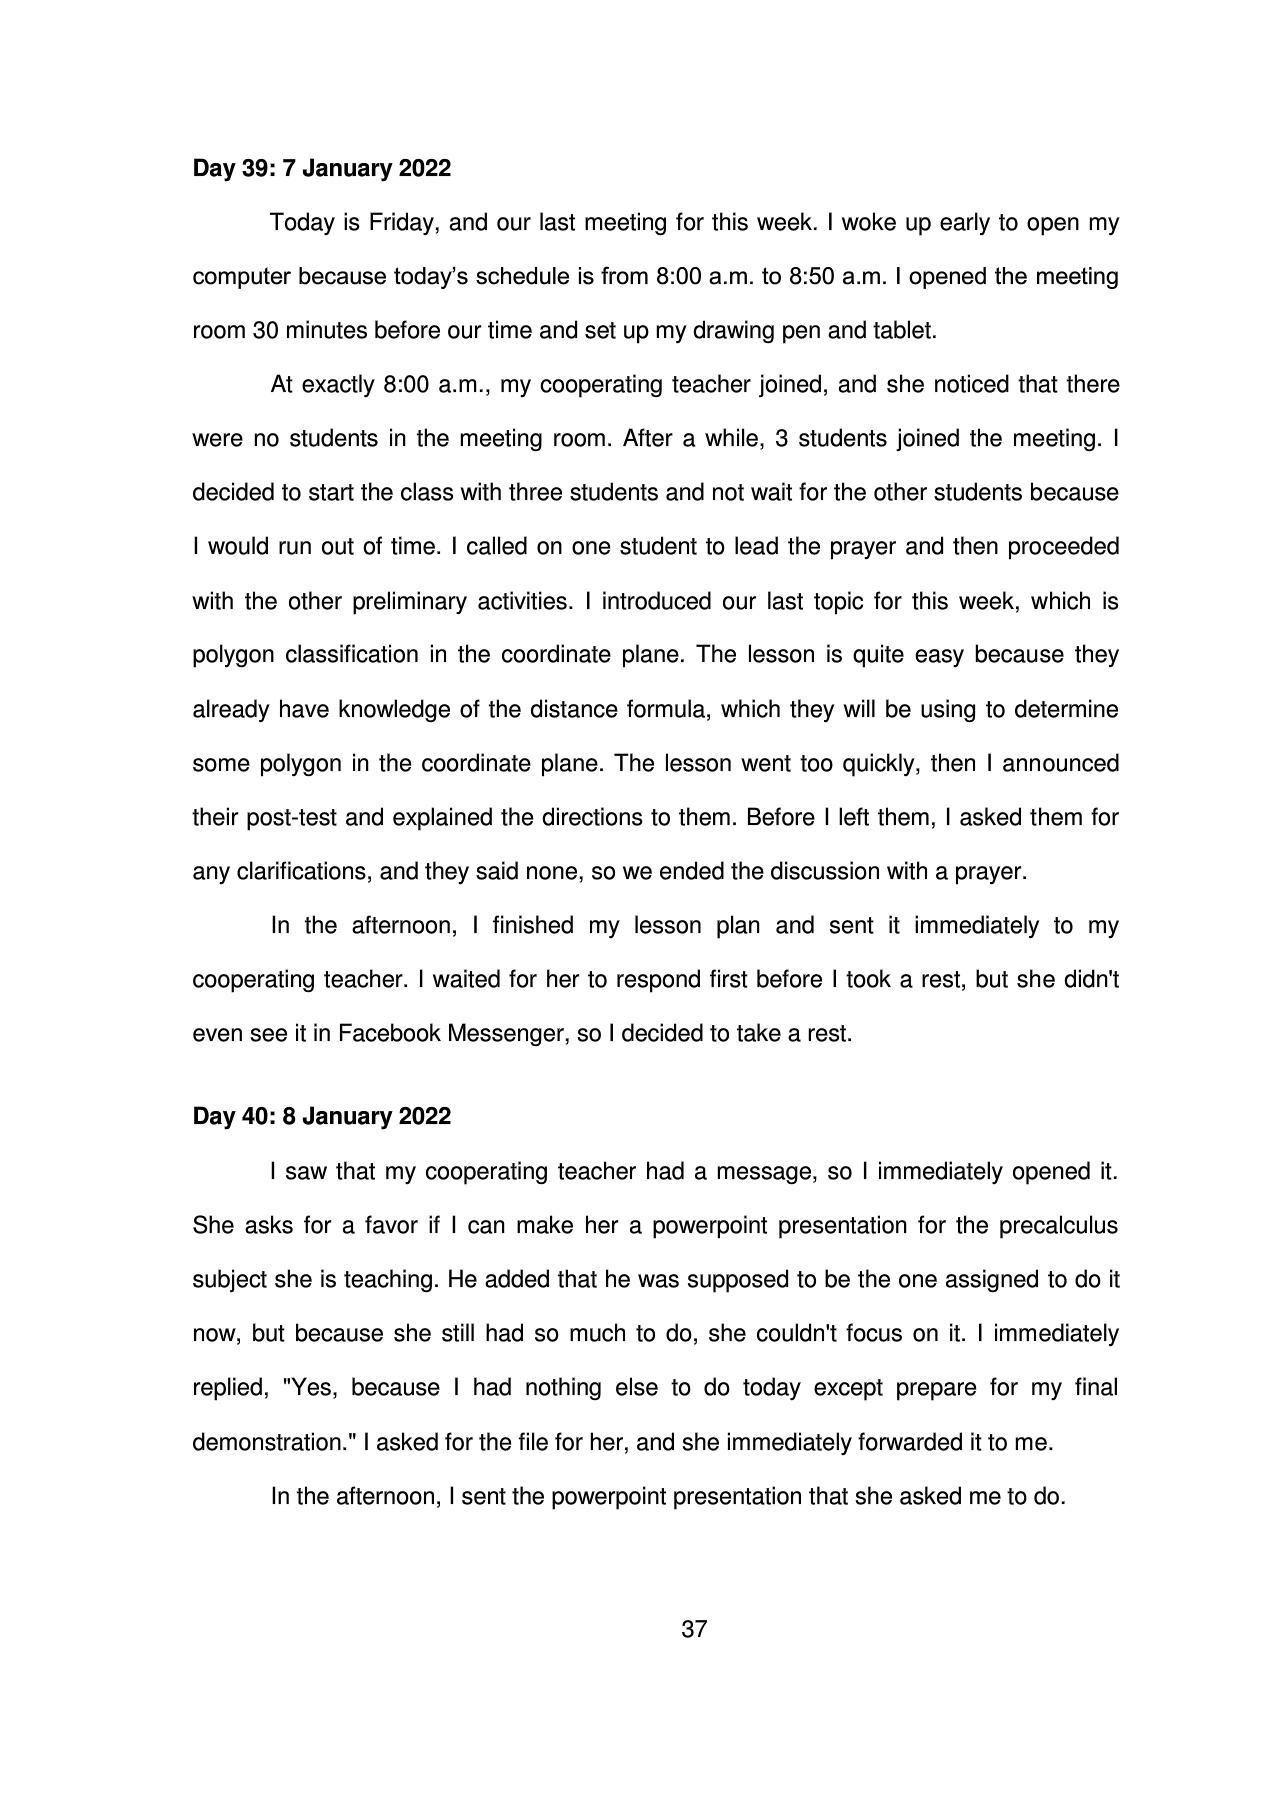 Day 39: 7 January 2022
Today is Friday, and our last meeting for this week. I woke up early to open my
computer because today’s schedule is from 8:00 a.m. to 8:50 a.m. I opened the meeting
room 30 minutes before our time and set up my drawing pen and tablet.
At exactly 8:00 a.m., my cooperating teacher joined, and she noticed that there
were no students in the meeting room. After a while, 3 students joined the meeting. I
decided to start the class with three students and not wait for the other students because
I would run out of time. I called on one student to lead the prayer and then proceeded
with the other preliminary activities. I introduced our last topic for this week, which is
polygon classification in the coordinate plane. The lesson is quite easy because they
already have knowledge of the distance formula, which they will be using to determine
some polygon in the coordinate plane. The lesson went too quickly, then I announced
their post-test and explained the directions to them. Before I left them, I asked them for
any clarifications, and they said none, so we ended the discussion with a prayer.
In the afternoon, I finished my lesson plan and sent it immediately to my
cooperating teacher. I waited for her to respond first before I took a rest, but she didn't
even see it in Facebook Messenger, so I decided to take a rest.
Day 40: 8 January 2022
I saw that my cooperating teacher had a message, so I immediately opened it.
She asks for a favor if I can make her a powerpoint presentation for the precalculus
subject she is teaching. He added that he was supposed to be the one assigned to do it
now, but because she still had so much to do, she couldn't focus on it. I immediately
replied, "Yes, because I had nothing else to do today except prepare for my final
demonstration." I asked for the file for her, and she immediately forwarded it to me.
In the afternoon, I sent the powerpoint presentation that she asked me to do.
37